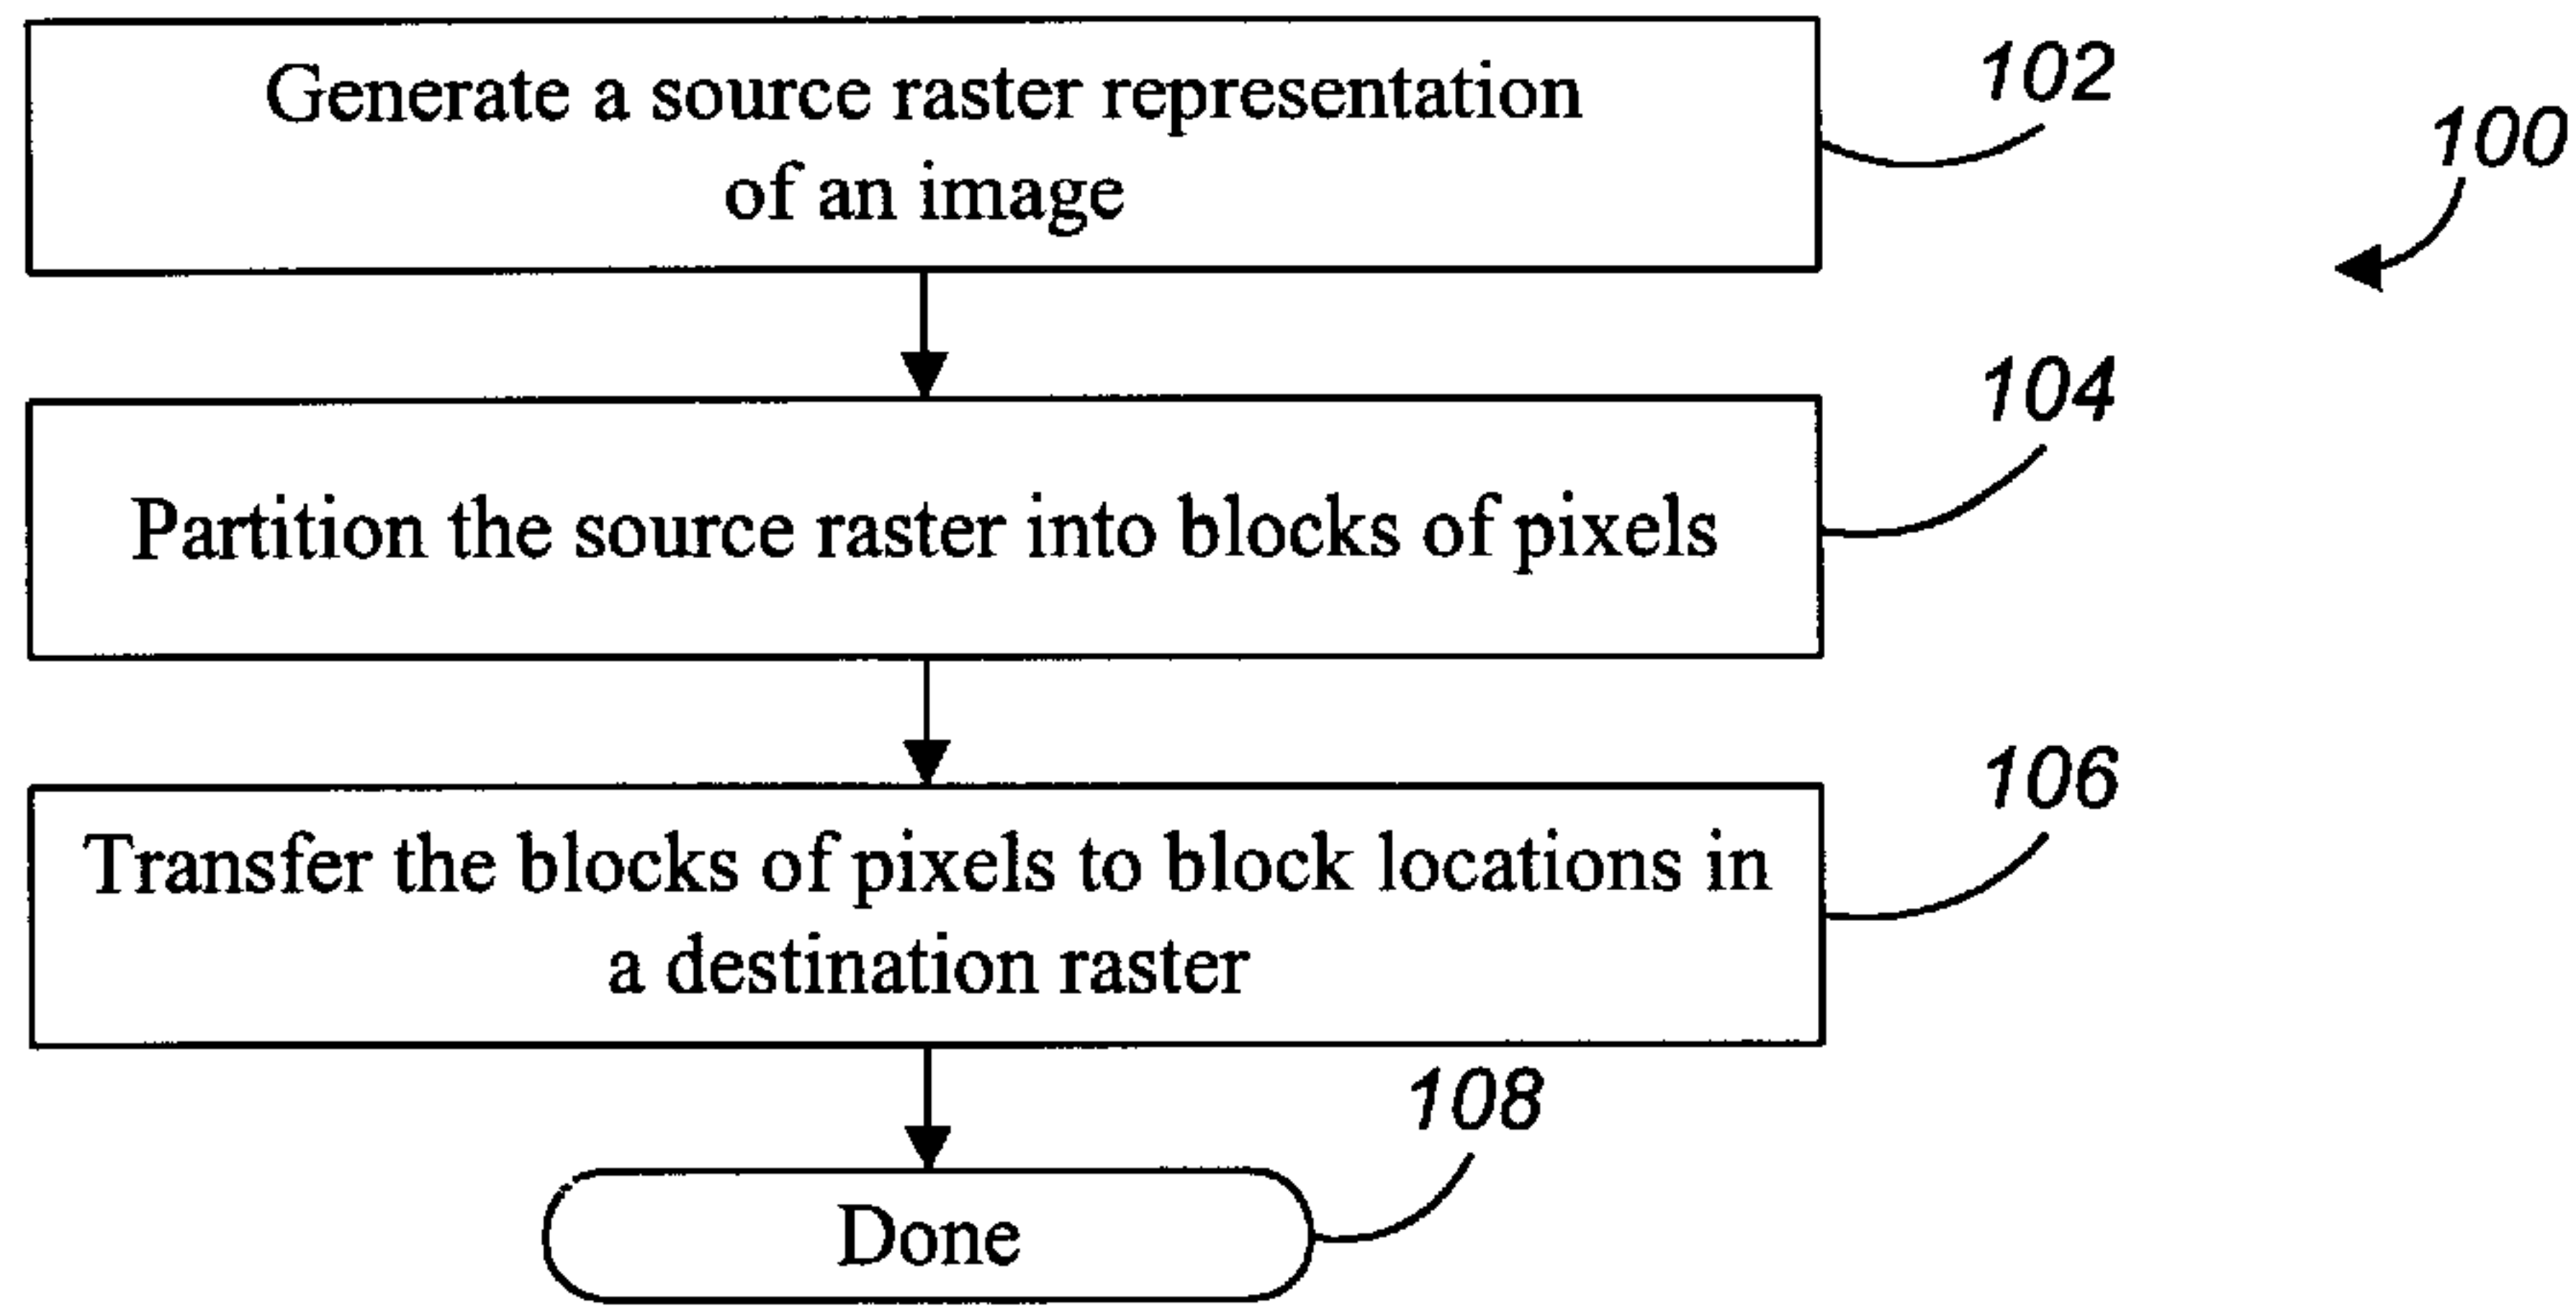 Generate a source raster representation
of an image
102
100
Partition the source raster into blocks of pixels
104
Transfer the blocks of pixels to block locations in
a destination raster
106
Done
108